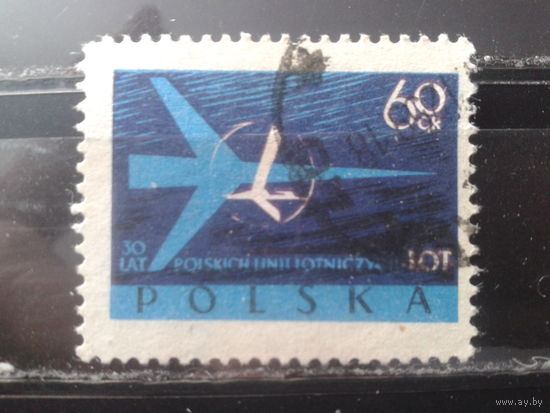 60
GR
30
LAT POLSKICH LINII LOTNICZYCH LOT
POLSKA
www.ay.by